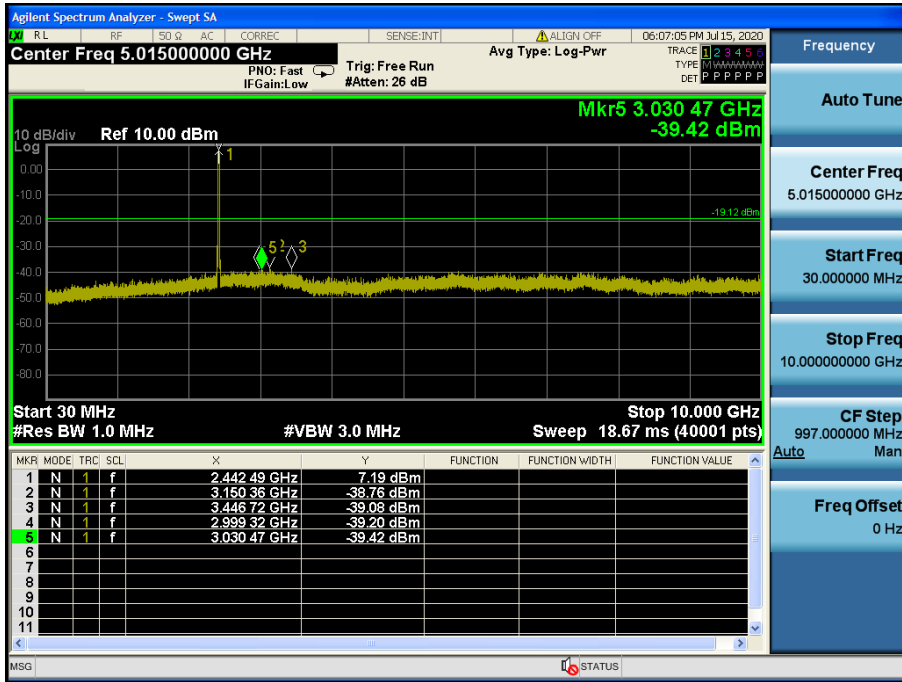 Agilent Spectrum Analyzer - Swept SA
LXI RL RF 50 Ω AC CORREC SENSE:INT ALIGN OFF 06:07:05 PM Jul 15, 2020
Center Freq 5.015000000 GHz
PNO: Fast
IFGain:Low
Trig: Free Run
#Atten: 26 dB
Avg Type: Log-Pwr
TRACE 1 2 3 4 5 6
TYPE M WWWWW
DET P P P P P P
Mkr5 3.030 47 GHz
-39.42 dBm
10 dB/div Ref 10.00 dBm
Log
1
0.00
-10.0
-20.0
-19.12 dBm
-30.0
5 2 3
-40.0
-50.0
-60.0
-70.0
-80.0
Start 30 MHz Stop 10.000 GHz
#Res BW 1.0 MHz #VBW 3.0 MHz Sweep 18.67 ms (40001 pts)
MKR MODE TRC SCL X Y FUNCTION FUNCTION WIDTH FUNCTION VALUE
1 N 1 f 2.442 49 GHz 7.19 dBm
2 N 1 f 3.150 36 GHz -38.76 dBm
3 N 1 f 3.446 72 GHz -39.08 dBm
4 N 1 f 2.999 32 GHz -39.20 dBm
5 N 1 f 3.030 47 GHz -39.42 dBm
6
7
8
9
10
11
MSG STATUS
Frequency
Auto Tune
Center Freq
5.015000000 GHz
Start Freq
30.000000 MHz
Stop Freq
10.000000000 GHz
CF Step
997.000000 MHz
Auto Man
Freq Offset
0 Hz